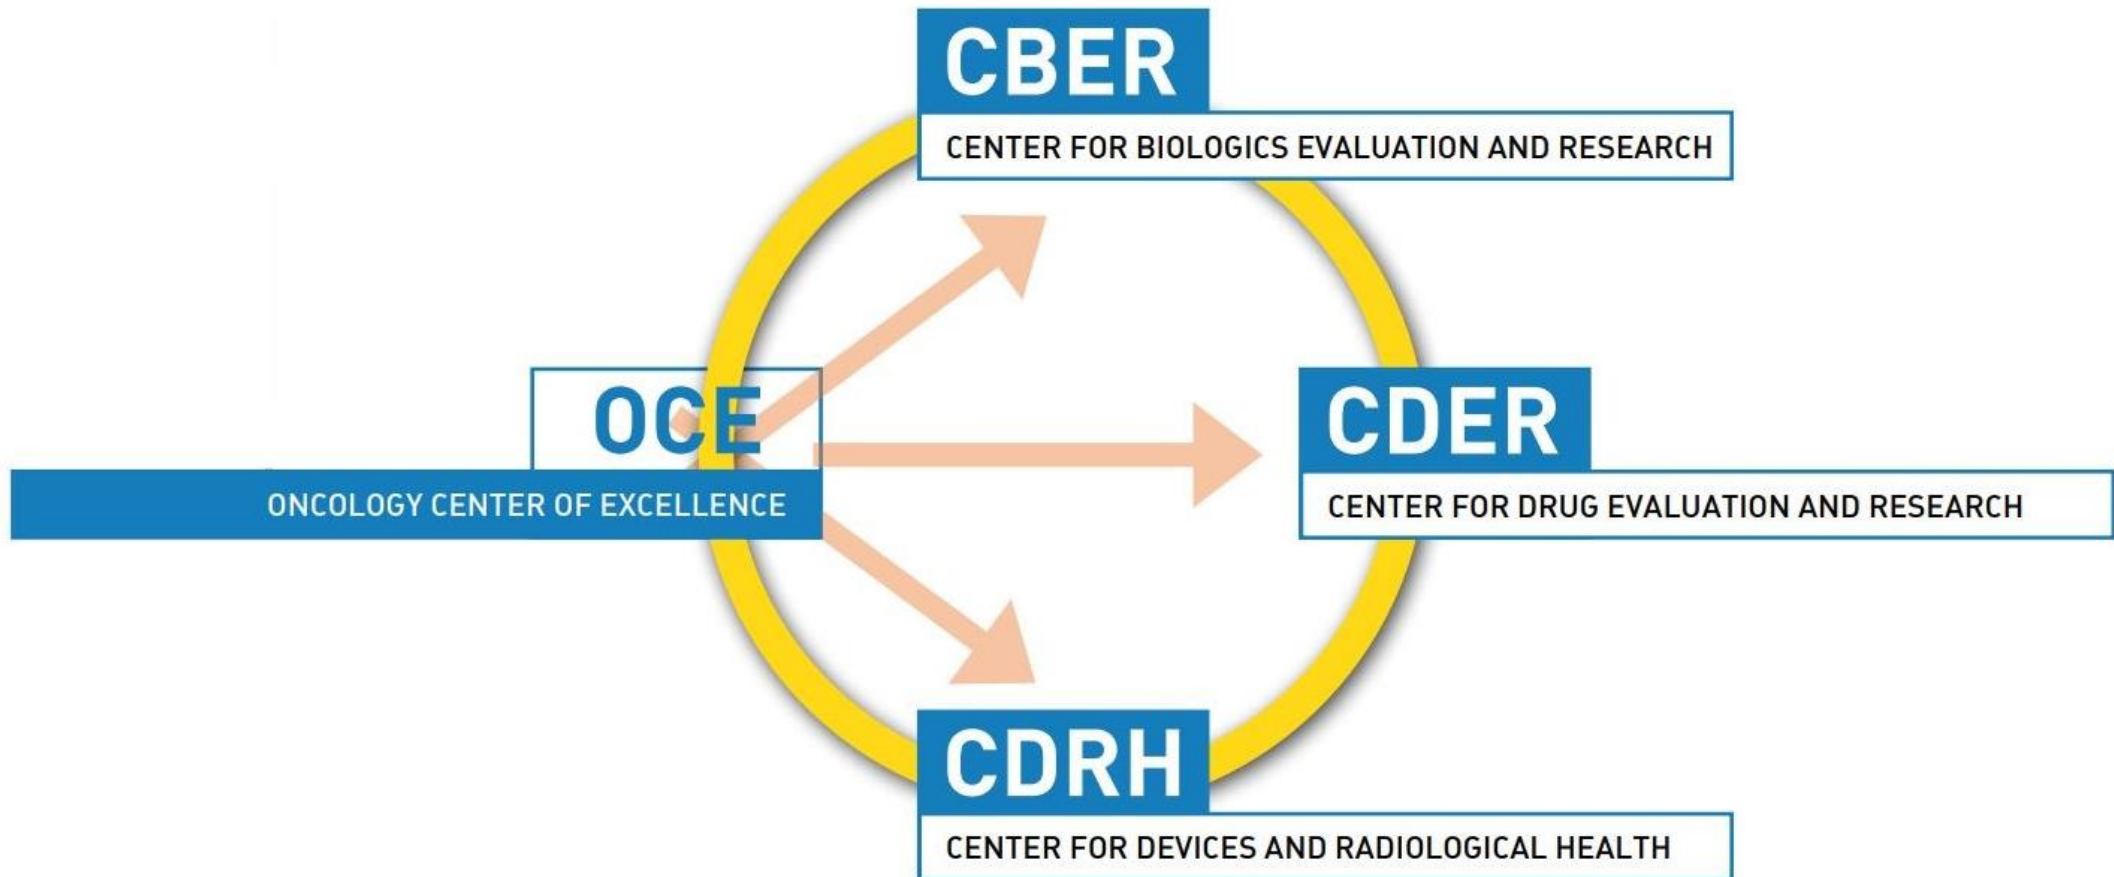 CBER
CENTER FOR BIOLOGICS EVALUATION AND RESEARCH
OCE
ONCOLOGY CENTER OF EXCELLENCE
CDER
CENTER FOR DRUG EVALUATION AND RESEARCH
CDRH
CENTER FOR DEVICES AND RADIOLOGICAL HEALTH